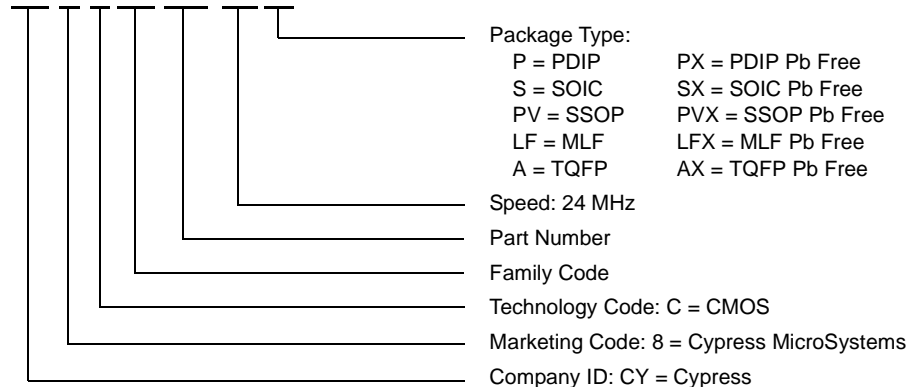 Package Type:
P = PDIP PX = PDIP Pb Free
S = SOIC SX = SOIC Pb Free
PV = SSOP PVX = SSOP Pb Free
LF = MLF LFX = MLF Pb Free
A = TQFP AX = TQFP Pb Free
Speed: 24 MHz
Part Number
Family Code
Technology Code: C = CMOS
Marketing Code: 8 = Cypress MicroSystems
Company ID: CY = Cypress